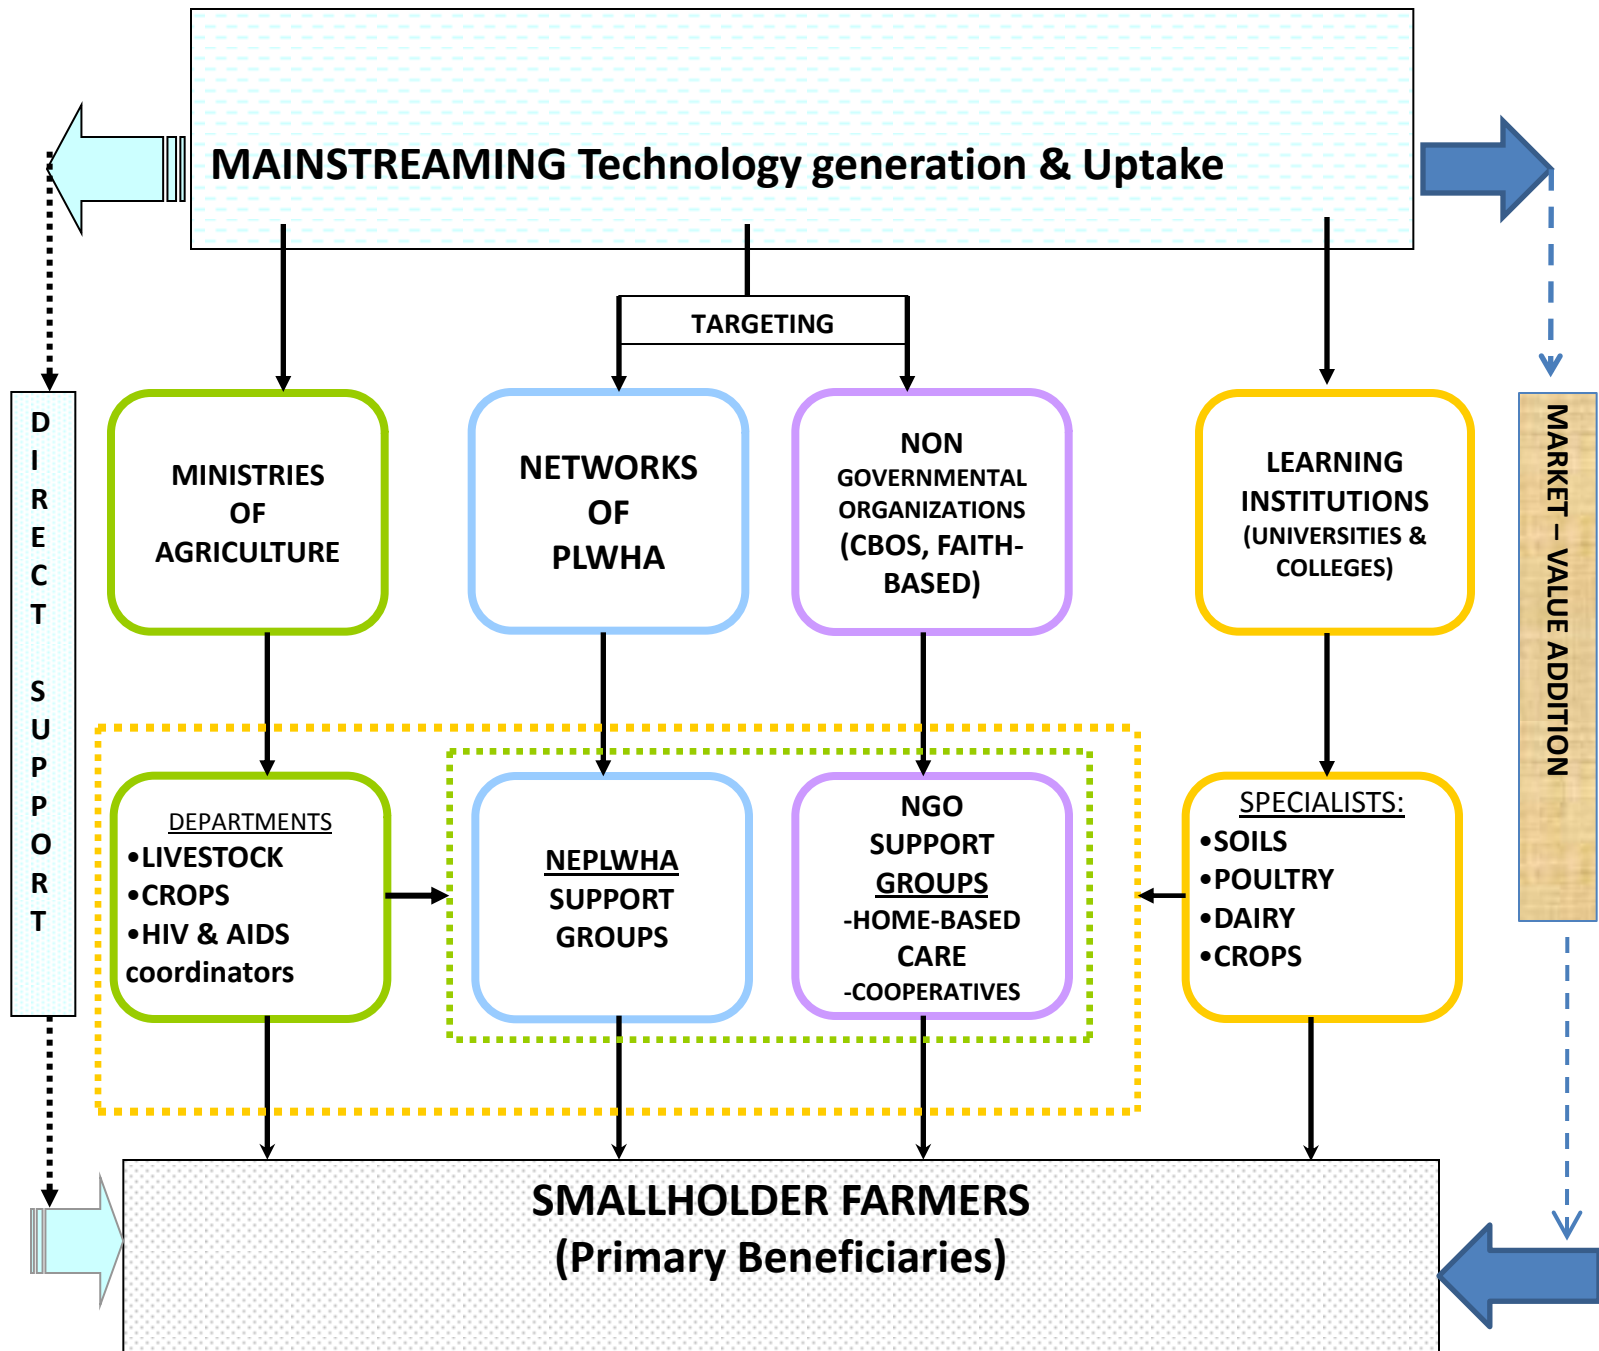 MAINSTREAMING Technology generation & Uptake
TARGETING
DIRECT SUPPORT
MINISTRIES
OF
AGRICULTURE
NETWORKS
OF
PLWHA
NON
GOVERNMENTAL
ORGANIZATIONS
(CBOS, FAITH-
BASED)
LEARNING
INSTITUTIONS
(UNIVERSITIES &
COLLEGES)
MARKET – VALUE ADDITION
DEPARTMENTS
•LIVESTOCK
•CROPS
•HIV & AIDS
coordinators
NEPLWHA
SUPPORT
GROUPS
NGO
SUPPORT
GROUPS
-HOME-BASED
CARE
-COOPERATIVES
SPECIALISTS:
•SOILS
•POULTRY
•DAIRY
•CROPS
SMALLHOLDER FARMERS
(Primary Beneficiaries)